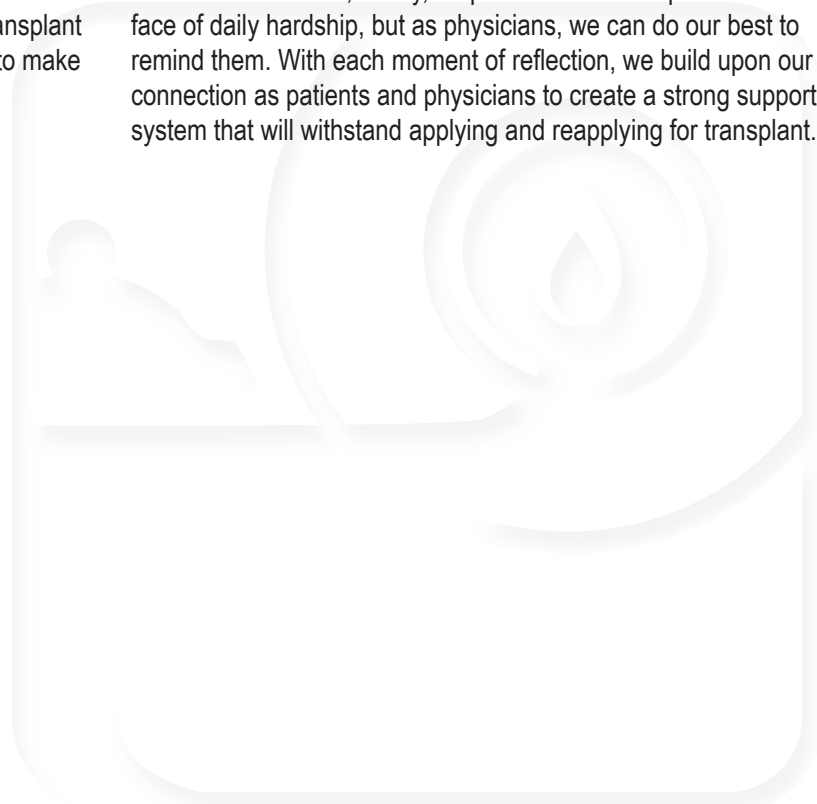 ansplant
to make
face of daily hardship, but as physicians, we can do our best to
remind them. With each moment of reflection, we build upon our
connection as patients and physicians to create a strong support
system that will withstand applying and reapplying for transplant.